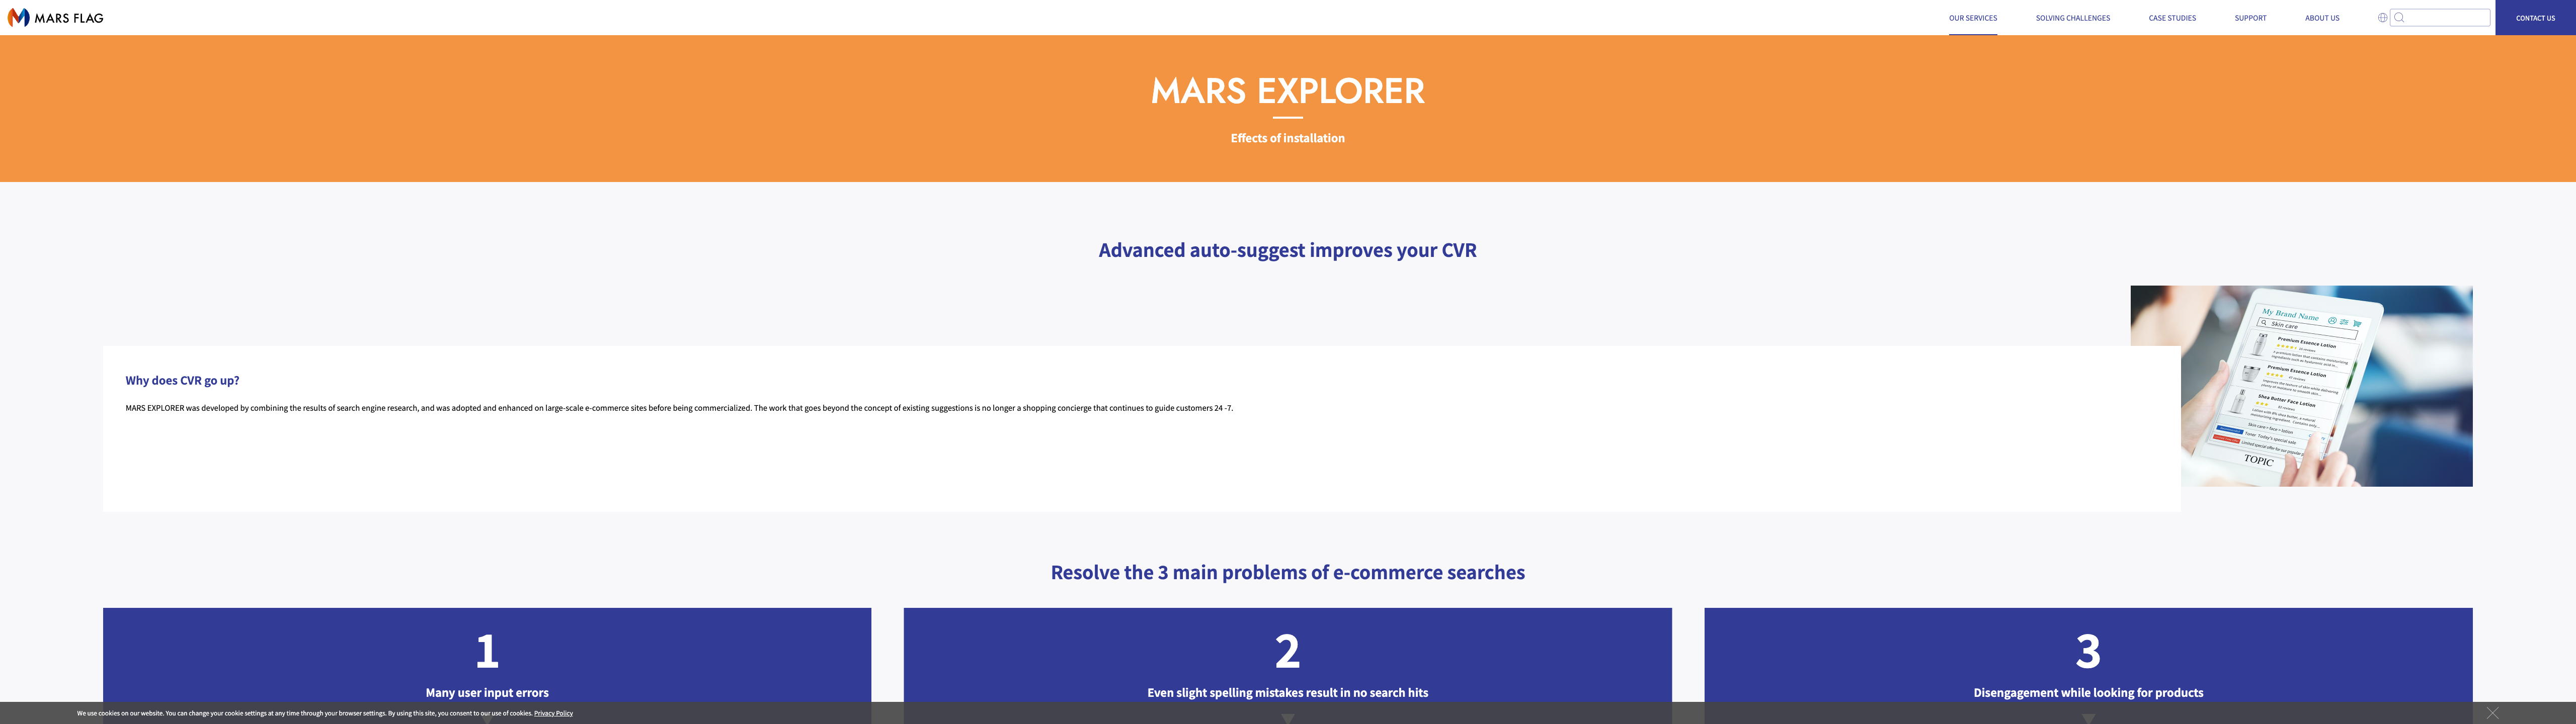 MARS FLAG
OUR SERVICES
SOLVING CHALLENGES
CASE STUDIES
SUPPORT
ABOUT US
CONTACT US
MARS EXPLORER
Effects of installation
Advanced auto-suggest improves your CVR
My Brand Name
Skin care
Premium Essence Lotion
Premium Essence Lotion
Shea Butter Face Lotion
Skin care > face > lotion
TOPIC
Why does CVR go up?
MARS EXPLORER was developed by combining the results of search engine research, and was adopted and enhanced on large-scale e-commerce sites before being commercialized. The work that goes beyond the concept of existing suggestions is no longer a shopping concierge that continues to guide customers 24 -7.
Resolve the 3 main problems of e-commerce searches
1
Many user input errors
2
Even slight spelling mistakes result in no search hits
3
Disengagement while looking for products
We use cookies on our website. You can change your cookie settings at any time through your browser settings. By using this site, you consent to our use of cookies. Privacy Policy